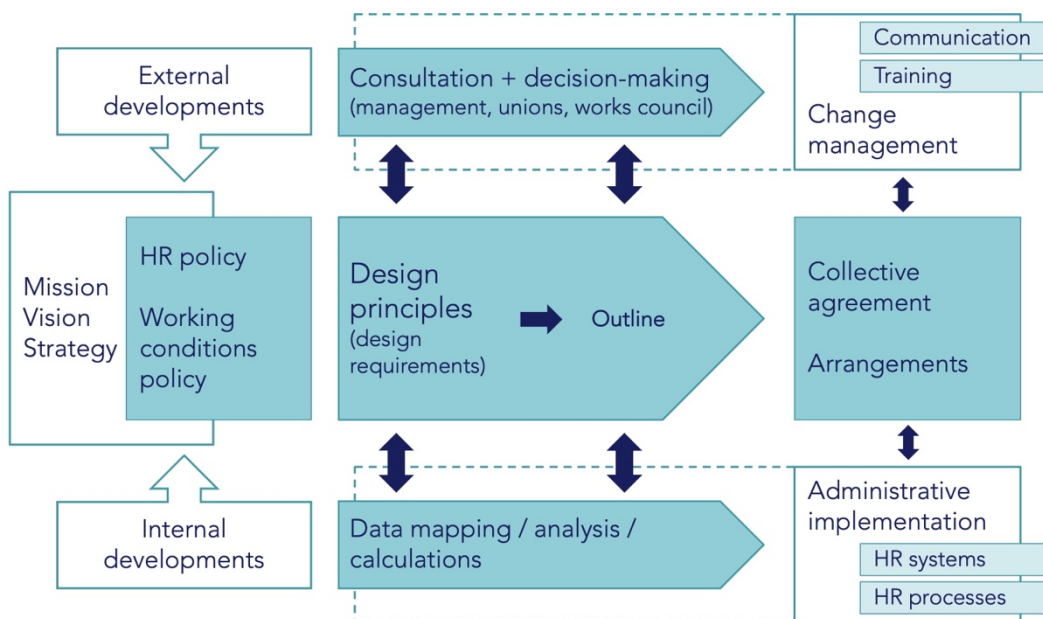 External
developments
Mission
Vision
Strategy
HR policy
Working
conditions
policy
Internal
developments
Consultation + decision-making
(management, unions, works council)
Design
principles
(design
requirements)
Outline
Data mapping / analysis /
calculations
Communication
Training
Change
management
Collective
agreement
Arrangements
Administrative
implementation
HR systems
HR processes